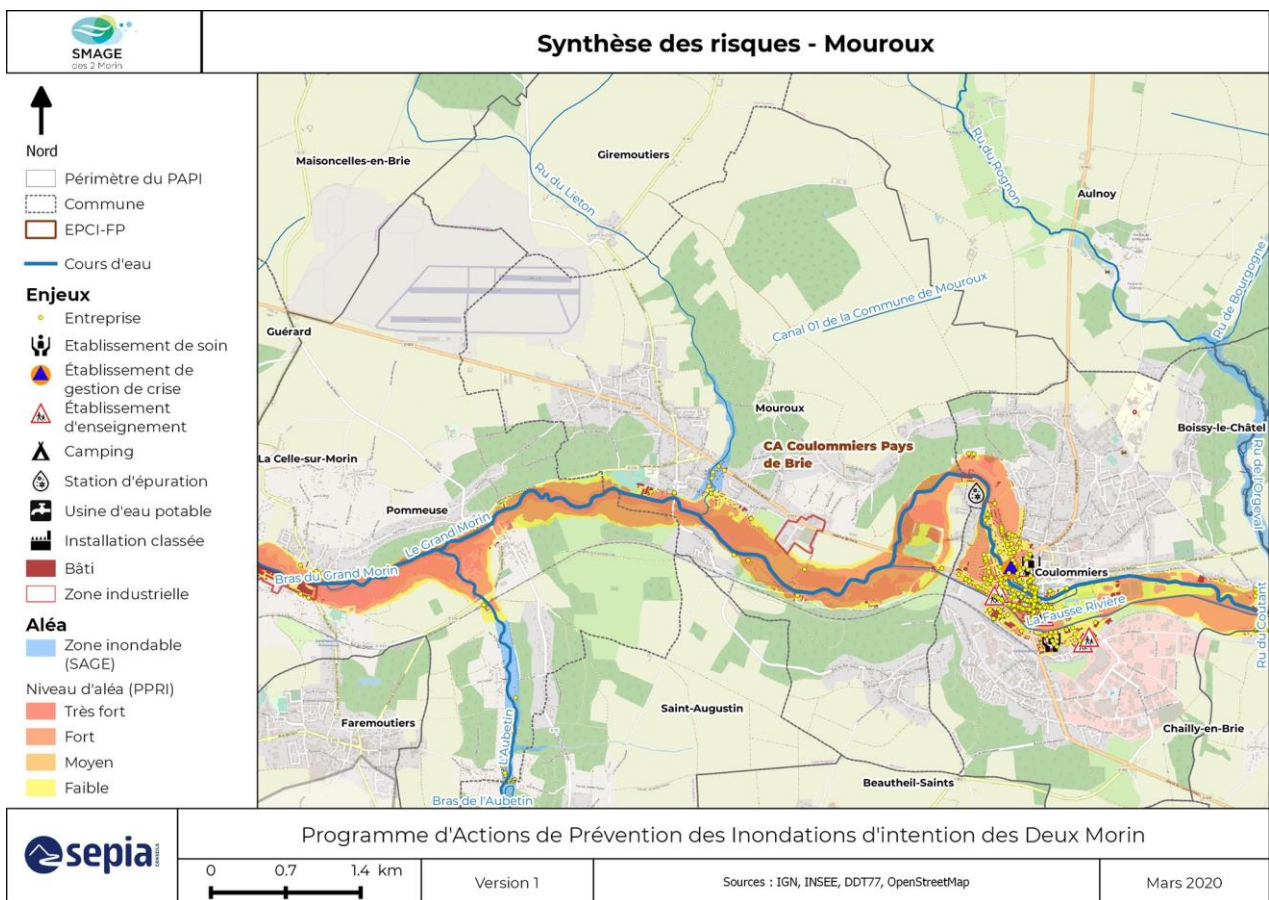 SMAGE
des 2 Morin
Synthèse des risques - Mouroux
Nord
Périmètre du PAPI
Commune
EPCI-FP
Cours d'eau
Enjeux
Entreprise
Etablissement de soin
Établissement de
gestion de crise
Établissement
d'enseignement
Camping
Station d'épuration
Usine d'eau potable
Installation classée
Bâti
Zone industrielle
Aléa
Zone inondable
(SAGE)
Niveau d'aléa (PPRI)
Très fort
Fort
Moyen
Faible
Maisoncelles-en-Brie
Giremoutiers
Ru du Lieton
Ru du Rognon
Aulnoy
Ru de Bourgogne
Canal 01 de la Commune de Mouroux
Guérard
Mouroux
Boissy-le-Châtel
CA Coulommiers Pays
de Brie
La Celle-sur-Morin
Ru de l'Orgeval
Pommeuse
Le Grand Morin
Bras du Grand Morin
Coulommiers
La Fausse Rivière
Ru du Coutant
Saint-Augustin
Faremoutiers
L'Aubetin
Chailly-en-Brie
Beautheil-Saints
Bras de l'Aubetin
sepia
CONSEILS
Programme d'Actions de Prévention des Inondations d'intention des Deux Morin
0 0.7 1.4 km
Version 1
Sources : IGN, INSEE, DDT77, OpenStreetMap
Mars 2020